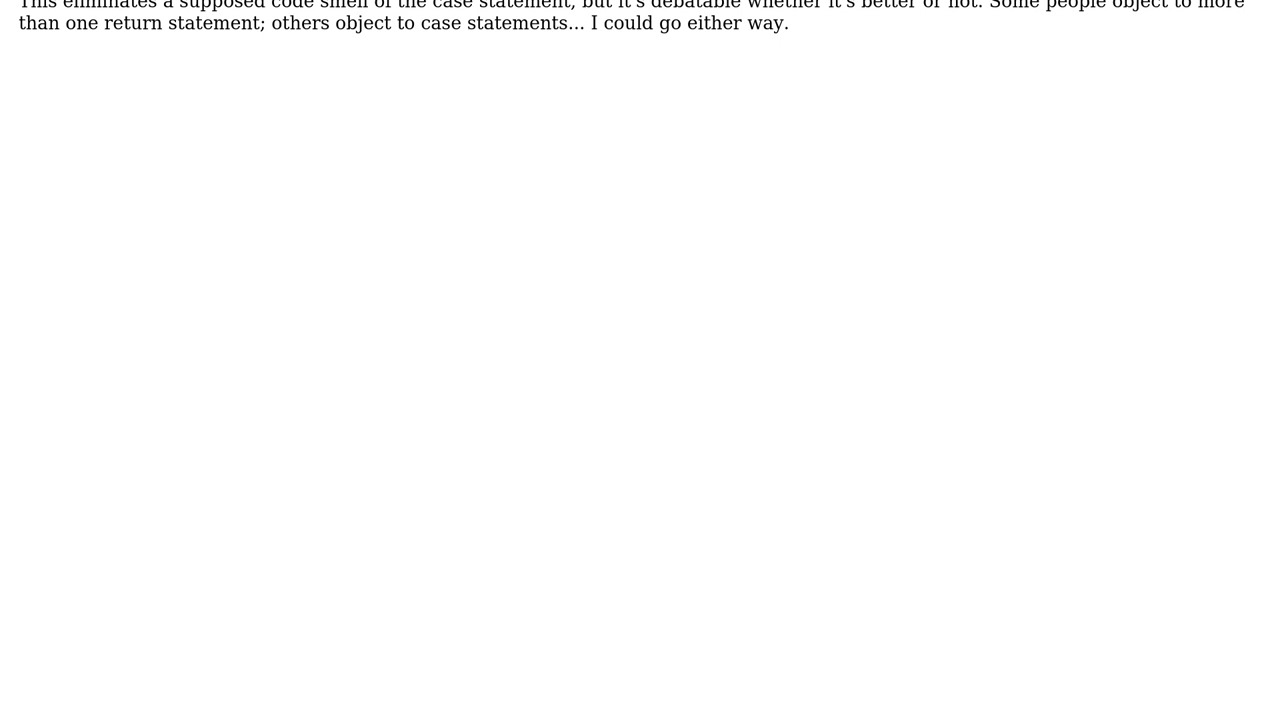 This eliminates a supposed code smell of the case statement, but it's debatable whether it's better or not. Some people object to more
than one return statement; others object to case statements... I could go either way.